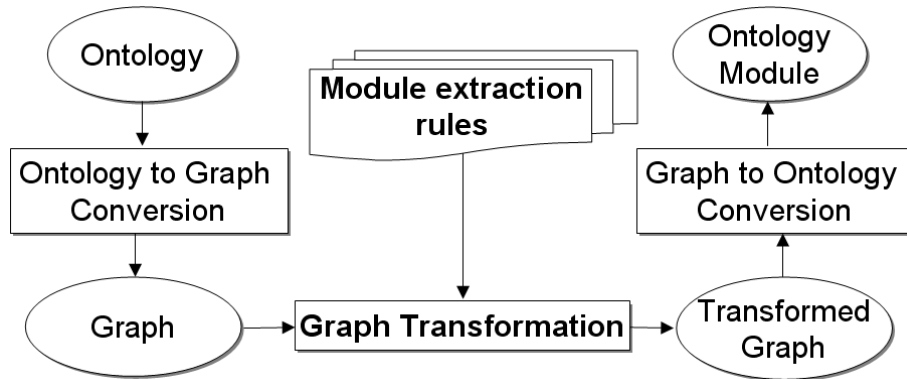 Ontology
Ontology to Graph
Conversion
Graph
Module extraction
rules
Graph Transformation
Ontology
Module
Graph to Ontology
Conversion
Transformed
Graph